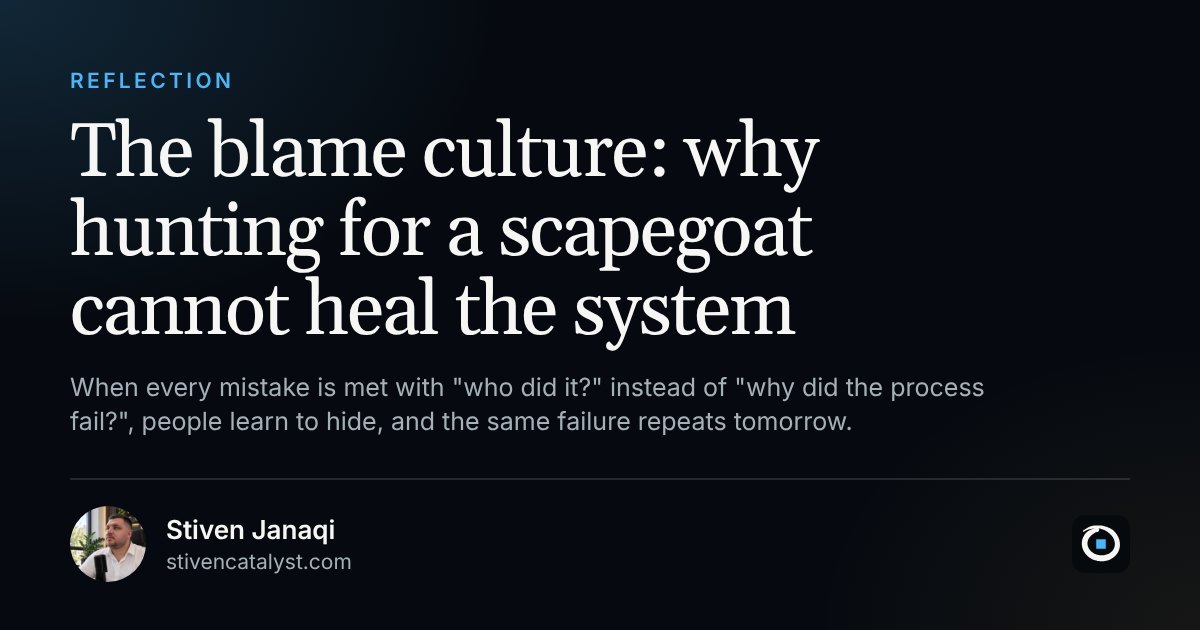 REFLECTION
The blame culture: why
hunting for a scapegoat
cannot heal the system
When every mistake is met with "who did it?" instead of "why did the process
fail?", people learn to hide, and the same failure repeats tomorrow.
Stiven Janaqi
stivencatalyst.com